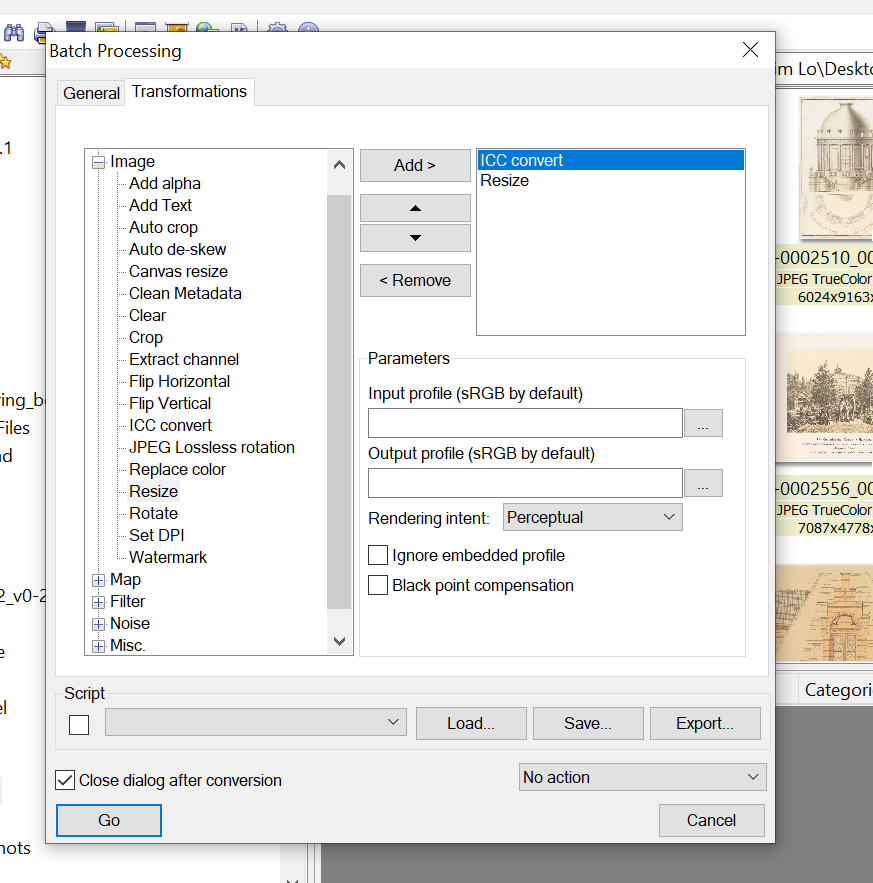 Batch Processing
General
Transformations
Image
Add alpha
Add Text
Auto crop
Auto de-skew
Canvas resize
Clean Metadata
Clear
Crop
Extract channel
Flip Horizontal
Flip Vertical
ICC convert
JPEG Lossless rotation
Replace color
Resize
Rotate
Set DPI
Watermark
Map
Filter
Noise
Misc.
Add >
< Remove
ICC convert
Resize
Parameters
Input profile (sRGB by default)
...
Output profile (sRGB by default)
...
Rendering intent: Perceptual
Ignore embedded profile
Black point compensation
Script
Load... Save... Export...
Close dialog after conversion
No action
Go
Cancel
.1
ring_b
Files
nd
2_v0-2
e
el
hots
im Lo\Deskto
-0002510_00
JPEG TrueColor
6024x9163x
-0002556_00
JPEG TrueColor
7087x4778x
Categori